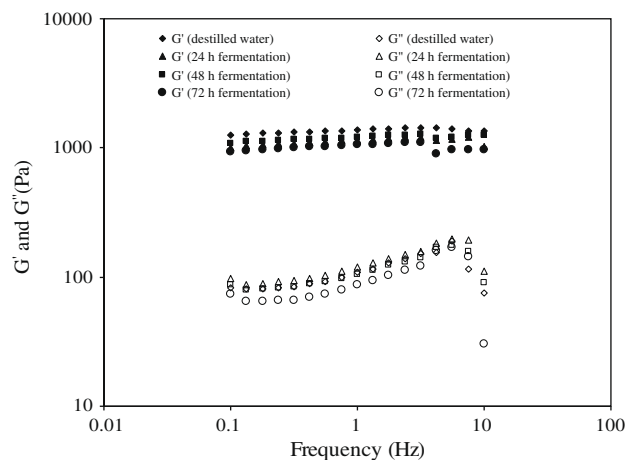 10000
1000
100
10
G' and G"(Pa)
G' (destilled water)
G' (24 h fermentation)
G' (48 h fermentation)
G' (72 h fermentation)
G" (destilled water)
G" (24 h fermentation)
G" (48 h fermentation)
G" (72 h fermentation)
0.01
0.1
1
10
100
Frequency (Hz)